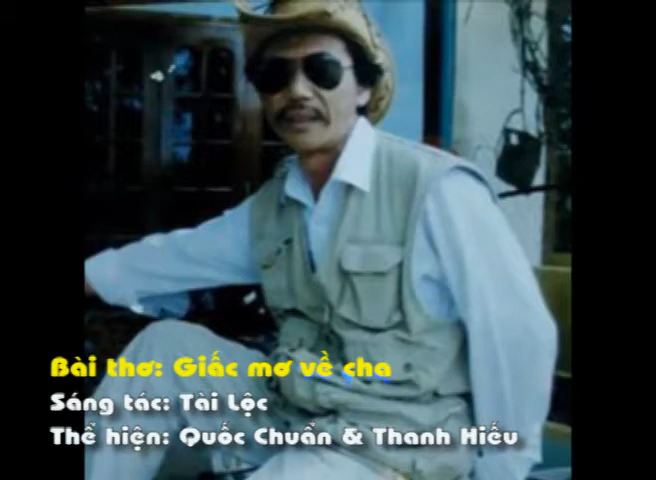 Bài thơ: Giấc mơ về cha
Sáng tác: Tài Lộc
Thể hiện: Quốc Chuẩn & Thanh Hiếu